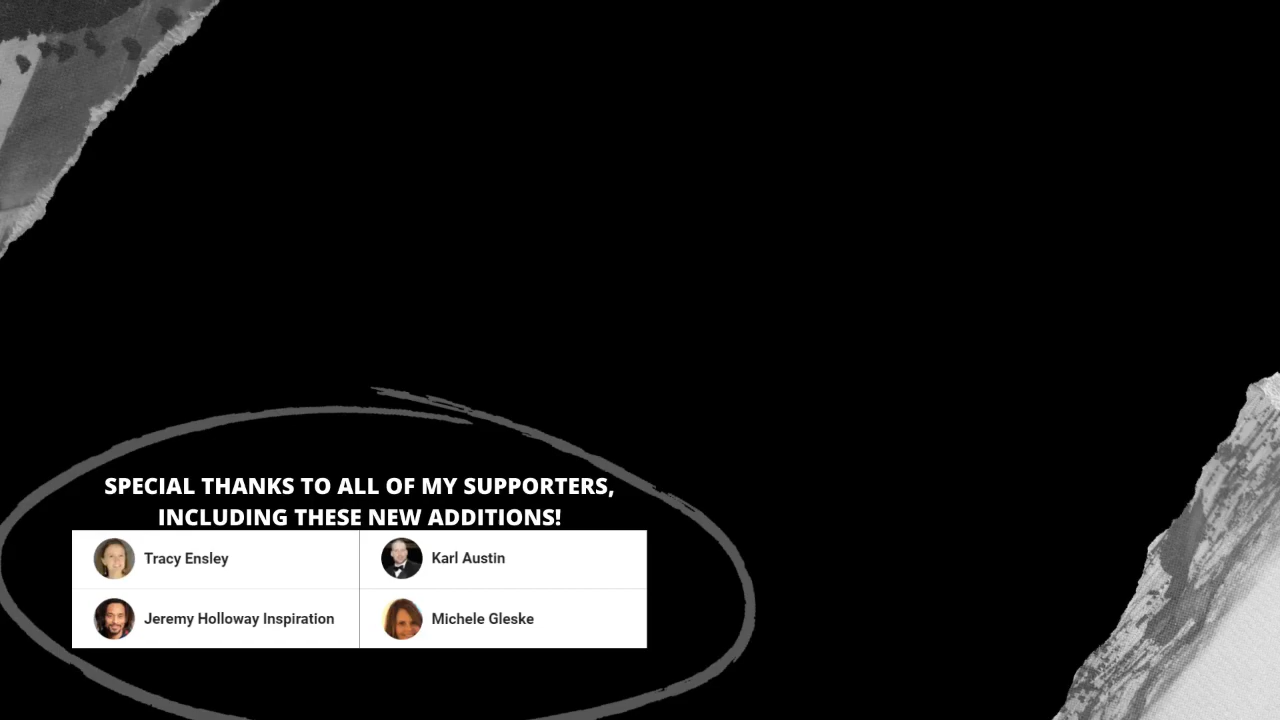 SPECIAL THANKS TO ALL OF MY SUPPORTERS,
INCLUDING THESE NEW ADDITIONS!
Tracy Ensley
Karl Austin
Jeremy Holloway Inspiration
Michele Gleske